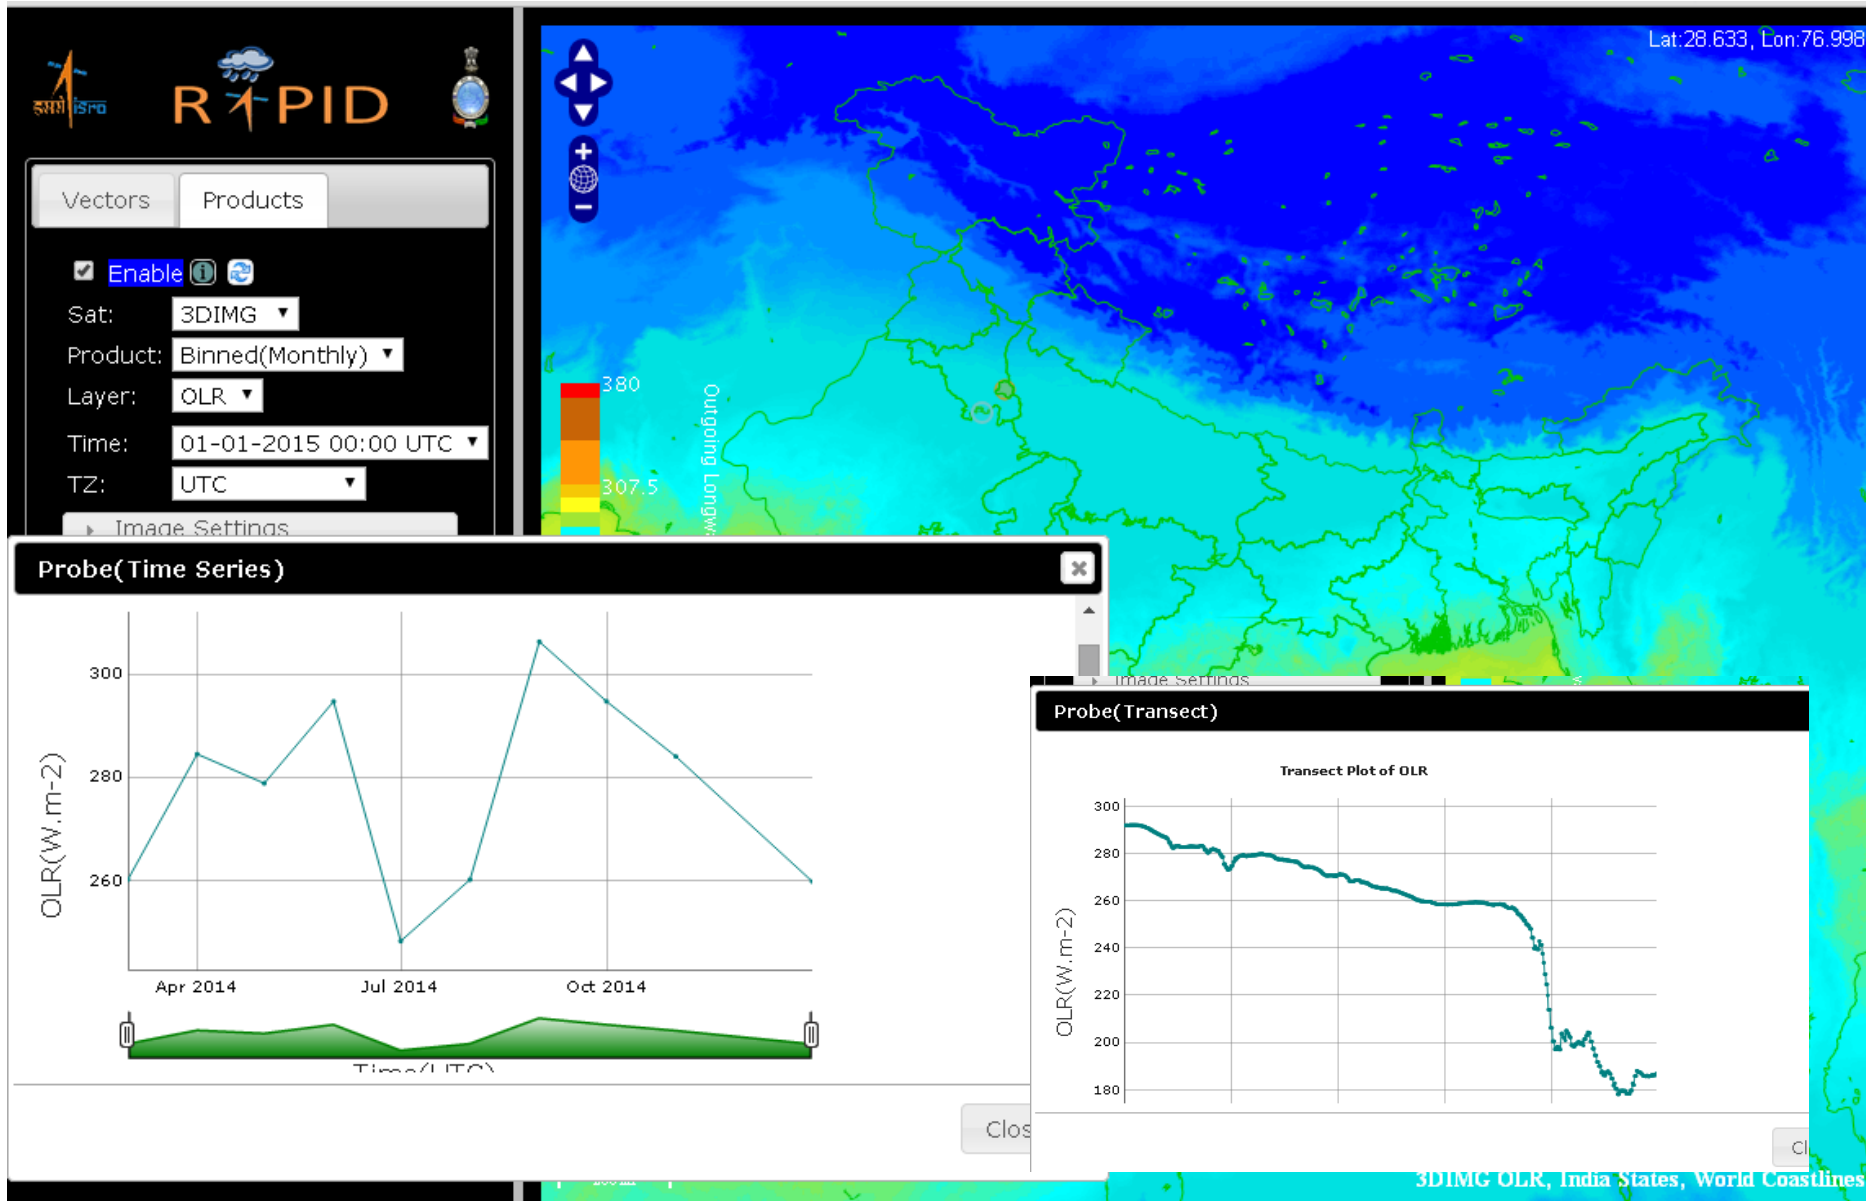 Lat:28.633, Lon:76.998
इसरो isro
RAPID
Vectors
Products
Enable
Sat:
3DIMG
Product:
Binned(Monthly)
Layer:
OLR
Time:
01-01-2015 00:00 UTC
TZ:
UTC
Image Settings
380
307.5
Outgoing Longw
Probe(Time Series)
300
280
260
OLR(W.m-2)
Apr 2014
Jul 2014
Oct 2014
Time(UTC)
Clos
Image Settings
Probe(Transect)
Transect Plot of OLR
300
280
260
240
220
200
180
OLR(W.m-2)
Cl
3DIMG OLR, India States, World Coastlines